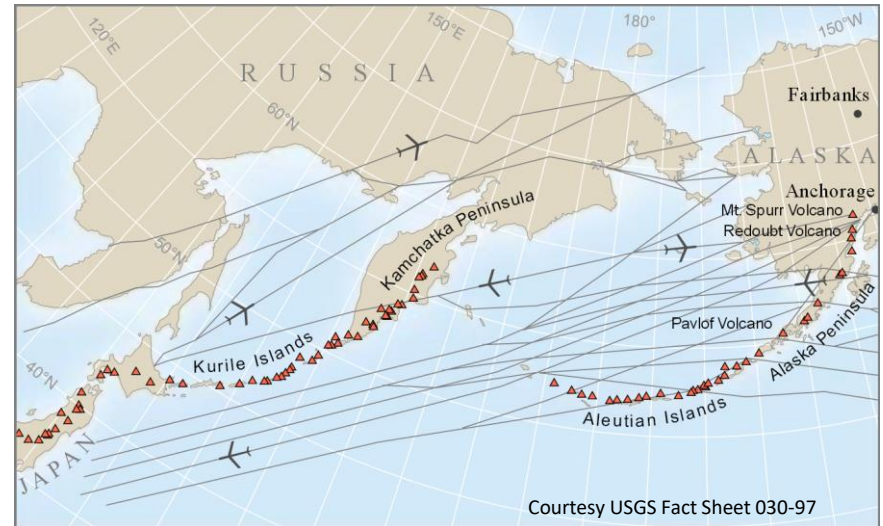 120°E
150°E
180°
150°W
RUSSIA
60°N
Fairbanks
ALASKA
Anchorage
Mt. Spurr Volcano
Redoubt Volcano
Kamchatka Peninsula
50°N
Pavlof Volcano
Alaska Peninsula
Kurile Islands
40°N
Aleutian Islands
JAPAN
Courtesy USGS Fact Sheet 030-97